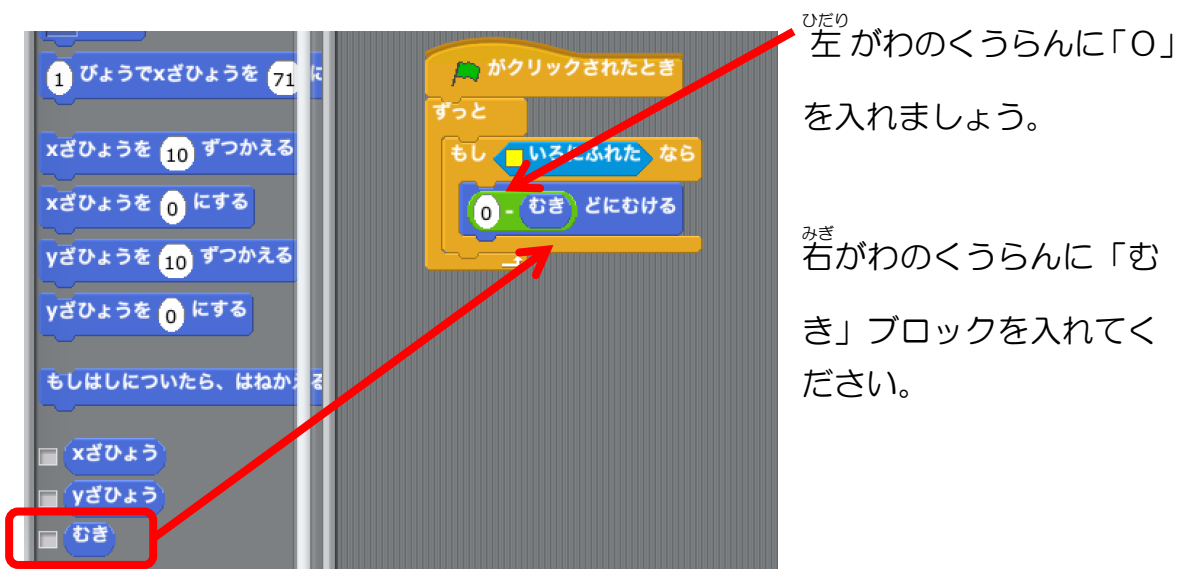 1 びょうでxざひょうを 71 に
xざひょうを 10 ずつかえる
xざひょうを 0 にする
yざひょうを 10 ずつかえる
yざひょうを 0 にする
もしはしについたら、はねかえる
xざひょう
yざひょう
むき
がクリックされたとき
ずっと
もし いろにふれた なら
0 - むき どにむける
ひだり
左がわのくうらんに「０」
を入れましょう。
みぎ
右がわのくうらんに「む
き」ブロックを入れてく
ださい。